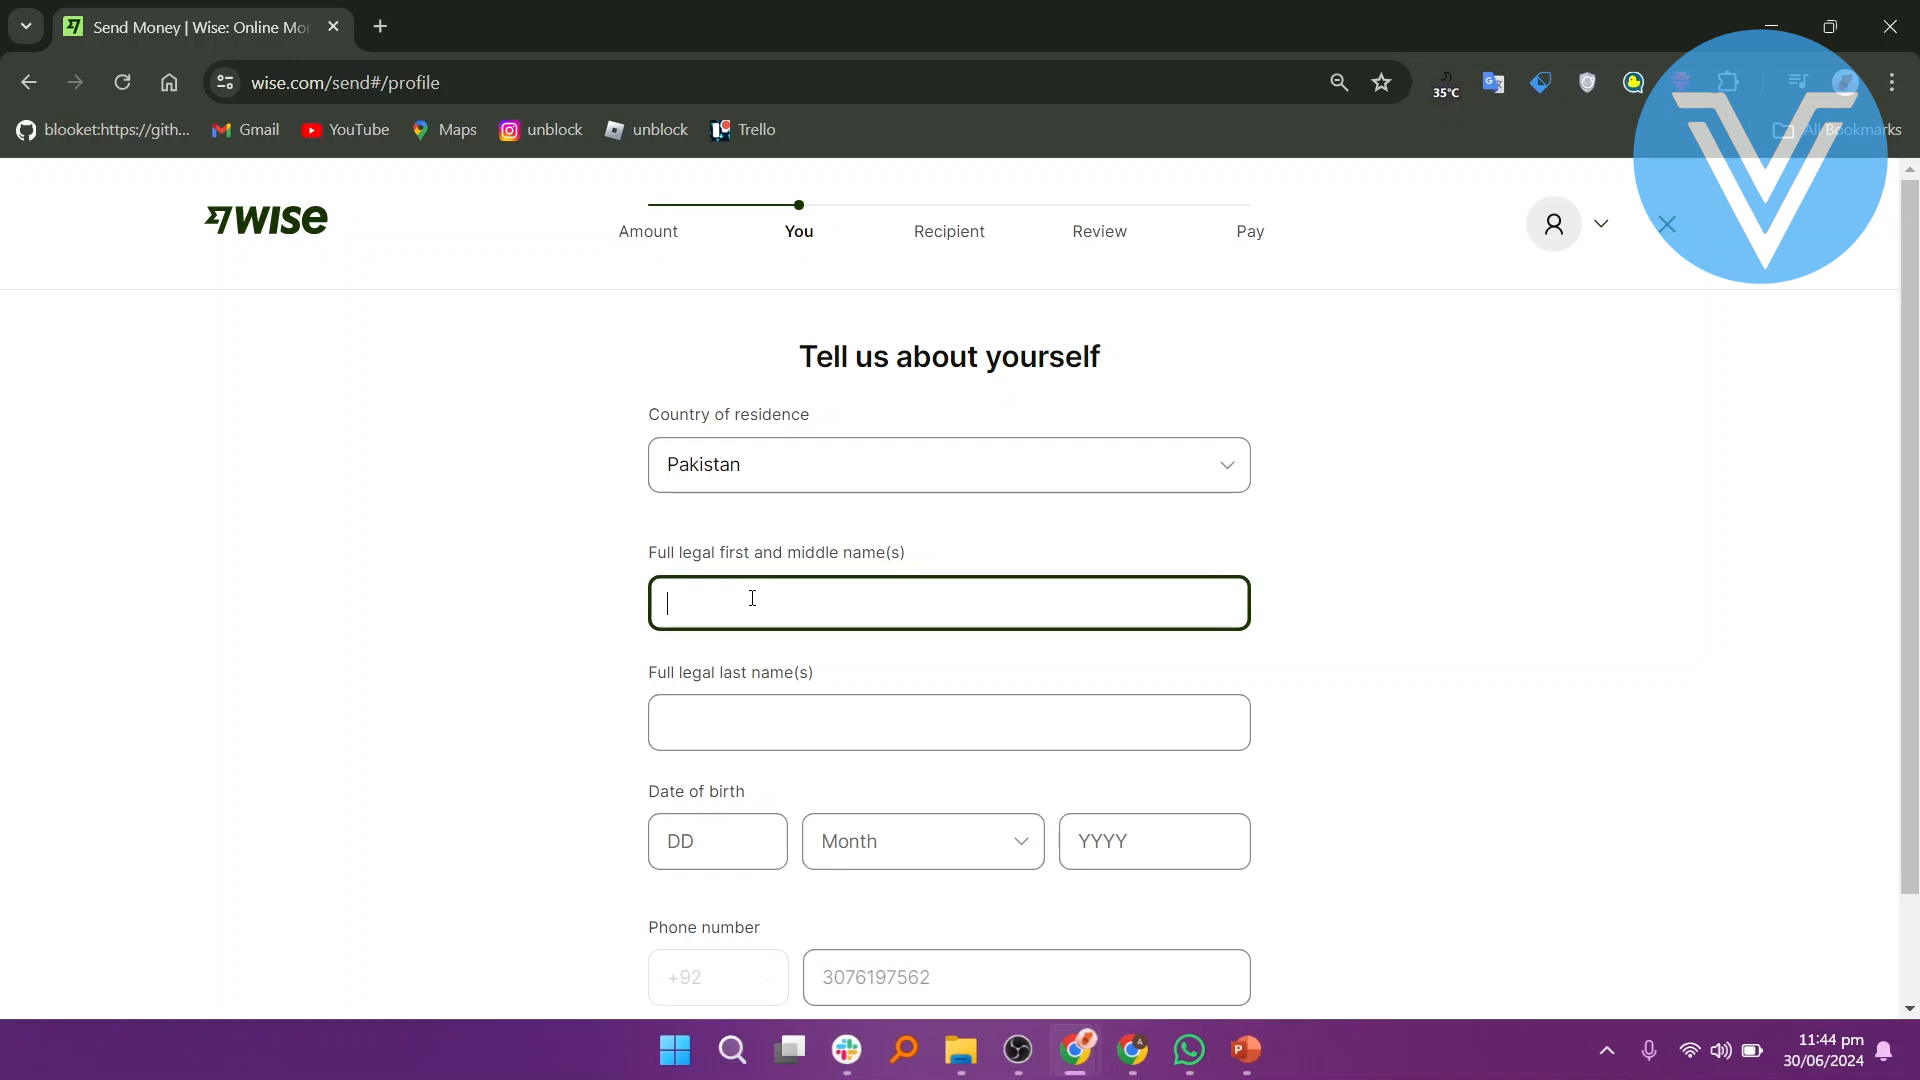 Send Money | Wise: Online Mo
wise.com/send#/profile
35°C
blooket:https://gith...
Gmail
YouTube
Maps
unblock
unblock
Trello
All Bookmarks
WISE
Amount
You
Recipient
Review
Pay
Tell us about yourself
Country of residence
Pakistan
Full legal first and middle name(s)
Full legal last name(s)
Date of birth
DD
Month
YYYY
Phone number
+92
3076197562
11:44 pm
30/06/2024